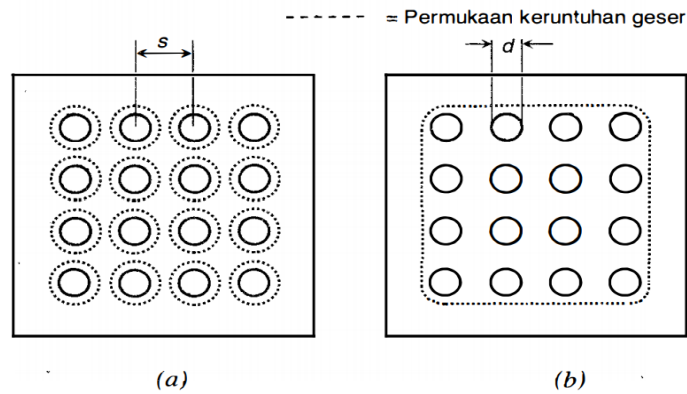 ----- = Permukaan keruntuhan geser
s
d
(a)
(b)